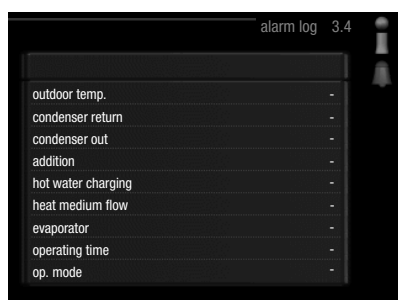 alarm log 3.4
outdoor temp. -
condenser return -
condenser out -
addition -
hot water charging -
heat medium flow -
evaporator -
operating time -
op. mode -